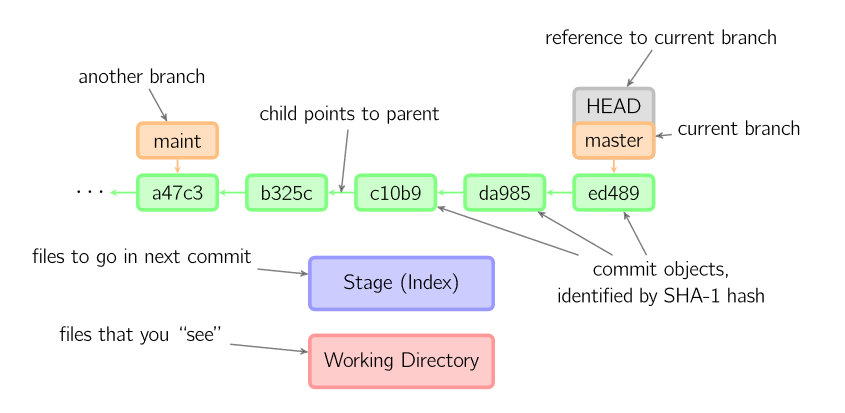 reference to current branch
another branch
HEAD
child points to parent
maint
master
current branch
... a47c3 b325c c10b9 da985 ed489
files to go in next commit
Stage (Index)
commit objects,
identified by SHA-1 hash
files that you “see”
Working Directory